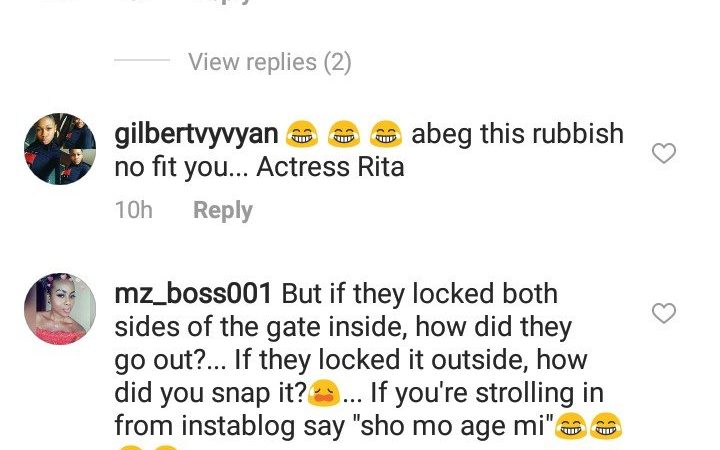 View replies (2)
gilbertvyvyan 😂 😂 😂 abeg this rubbish
no fit you... Actress Rita
10h Reply
mz_boss001 But if they locked both
sides of the gate inside, how did they
go out?... If they locked it outside, how
did you snap it?😩... If you're strolling in
from instablog say "sho mo age mi"😂😂